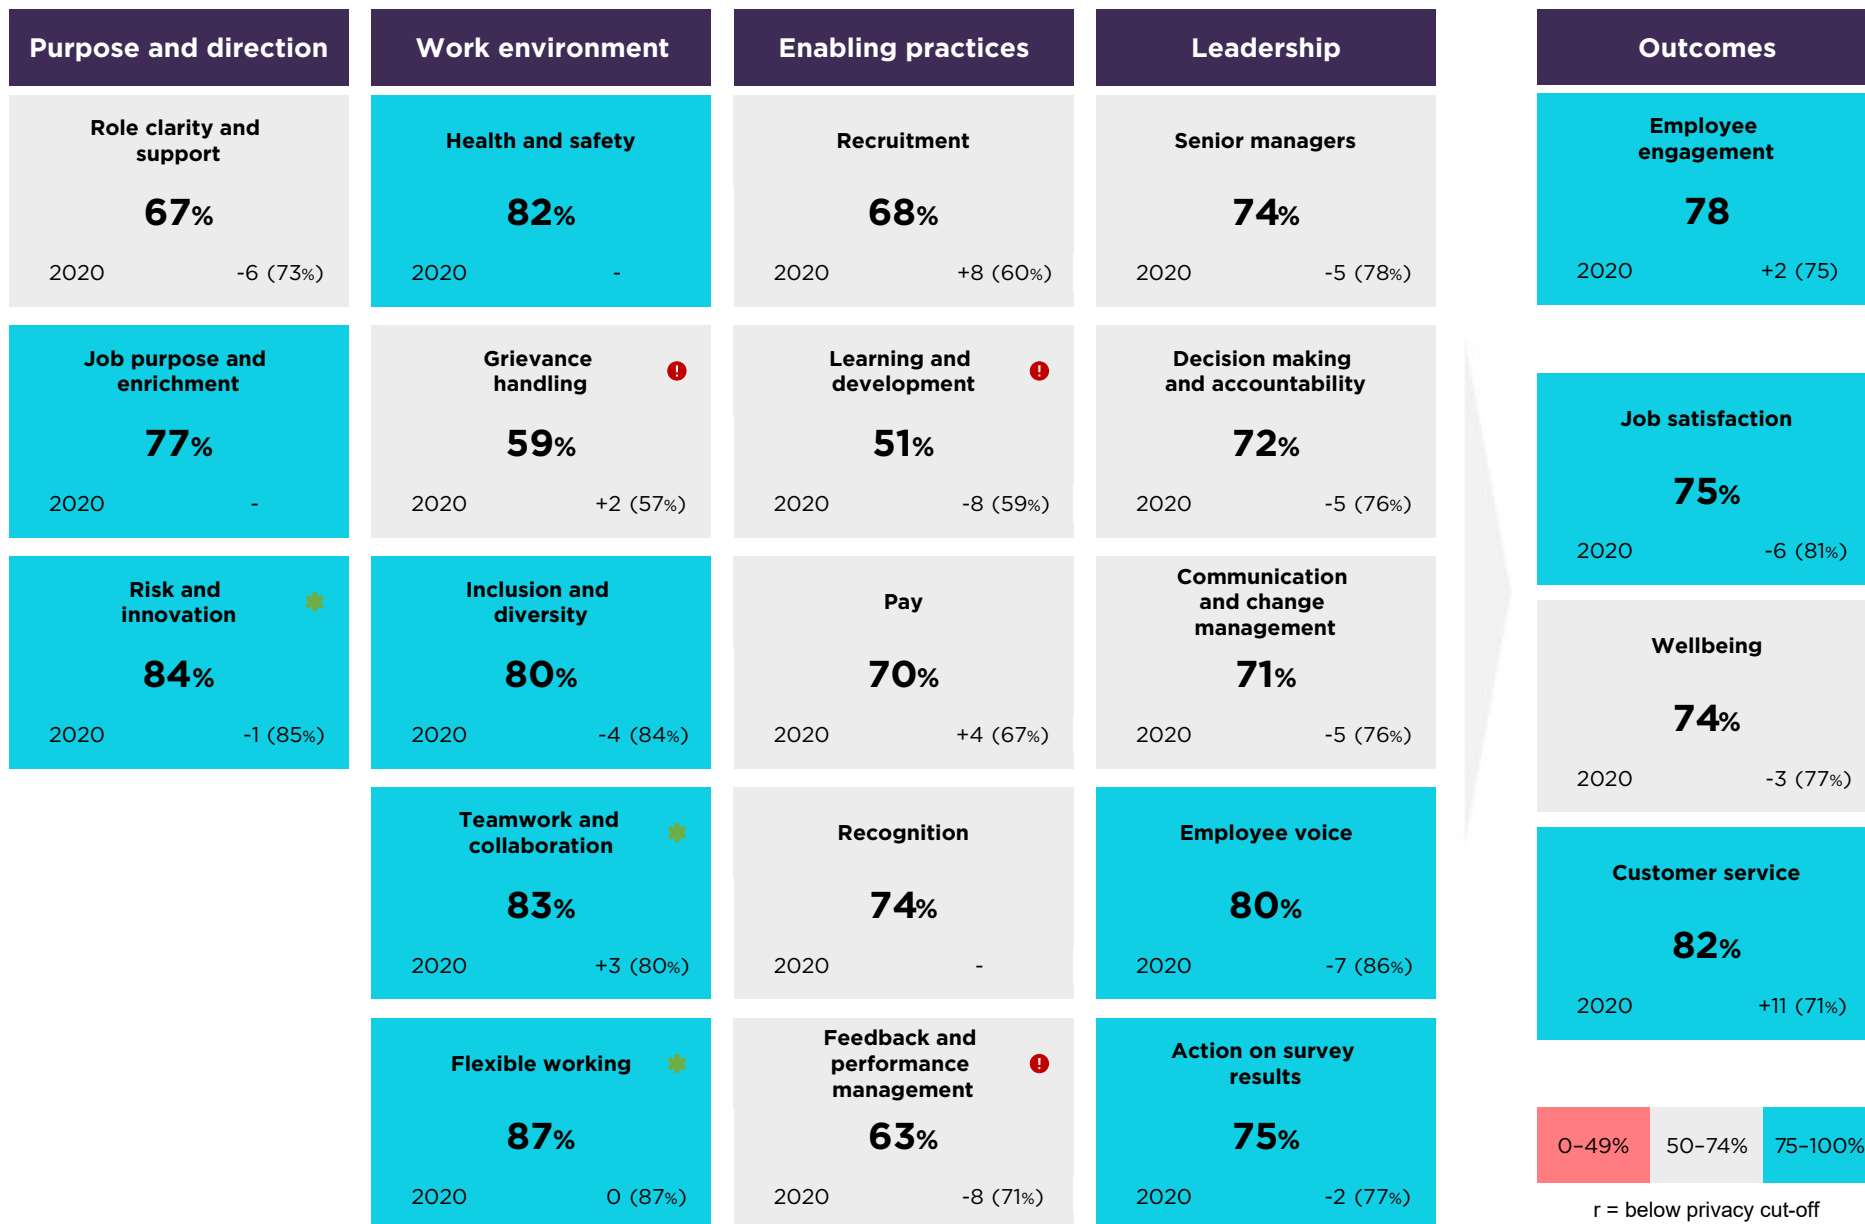 Purpose and direction
Role clarity and
support
67%
2020 -6 (73%)
Job purpose and
enrichment
77%
2020 -
Risk and
innovation
84%
2020 -1 (85%)
Work environment
Health and safety
82%
2020 -
Grievance
handling
59%
2020 +2 (57%)
Inclusion and
diversity
80%
2020 -4 (84%)
Teamwork and
collaboration
83%
2020 +3 (80%)
Flexible working
87%
2020 0 (87%)
Enabling practices
Recruitment
68%
2020 +8 (60%)
Learning and
development
51%
2020 -8 (59%)
Pay
70%
2020 +4 (67%)
Recognition
74%
2020 -
Feedback and
performance
management
63%
2020 -8 (71%)
Leadership
Senior managers
74%
2020 -5 (78%)
Decision making
and accountability
72%
2020 -5 (76%)
Communication
and change
management
71%
2020 -5 (76%)
Employee voice
80%
2020 -7 (86%)
Action on survey
results
75%
2020 -2 (77%)
Outcomes
Employee
engagement
78
2020 +2 (75)
Job satisfaction
75%
2020 -6 (81%)
Wellbeing
74%
2020 -3 (77%)
Customer service
82%
2020 +11 (71%)
0-49% 50-74% 75-100%
r = below privacy cut-off